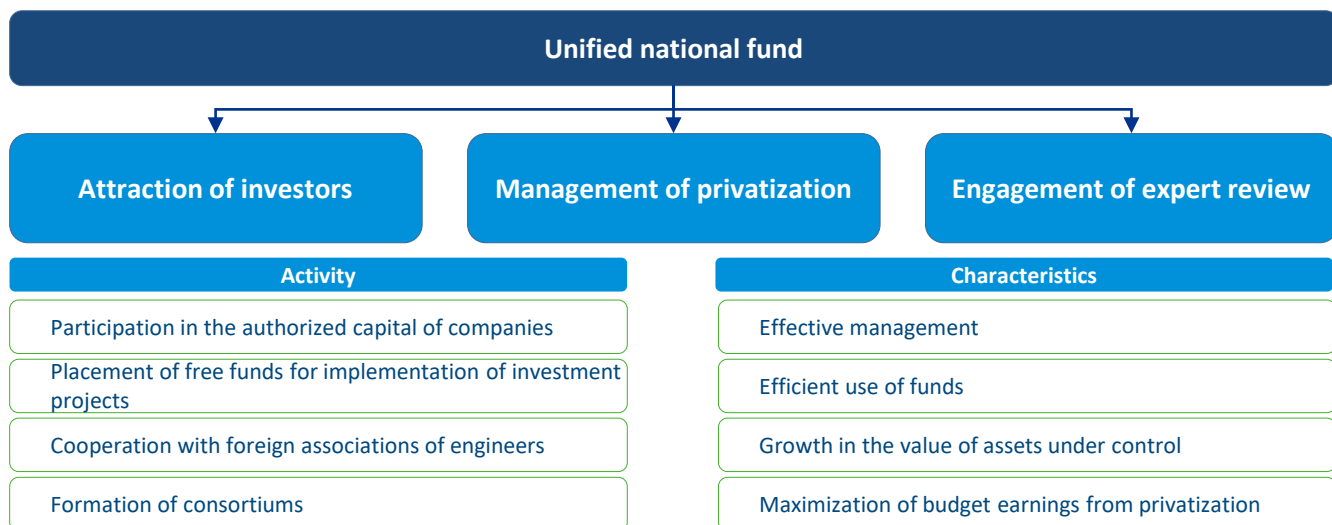 Unified national fund
Attraction of investors
Management of privatization
Engagement of expert review
Activity
Participation in the authorized capital of companies
Placement of free funds for implementation of investment
projects
Cooperation with foreign associations of engineers
Formation of consortiums
Characteristics
Effective management
Efficient use of funds
Growth in the value of assets under control
Maximization of budget earnings from privatization